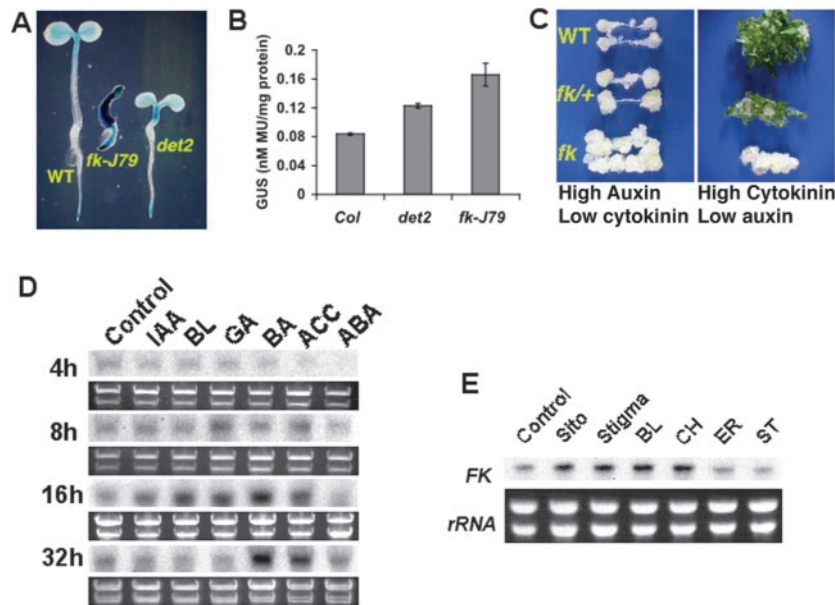 A
WT
fk-J79
det2
B
GUS (nM MU/mg protein)
0.2
0.16
0.12
0.08
0.04
0
Col
det2
fk-J79
C
WT
fk/+
fk
High Auxin
Low cytokinin
High Cytokinin
Low auxin
D
Control
IAA
BL
GA
BA
ACC
ABA
4h
8h
16h
32h
E
Control
Sito
Stigma
BL
CH
ER
ST
FK
rRNA